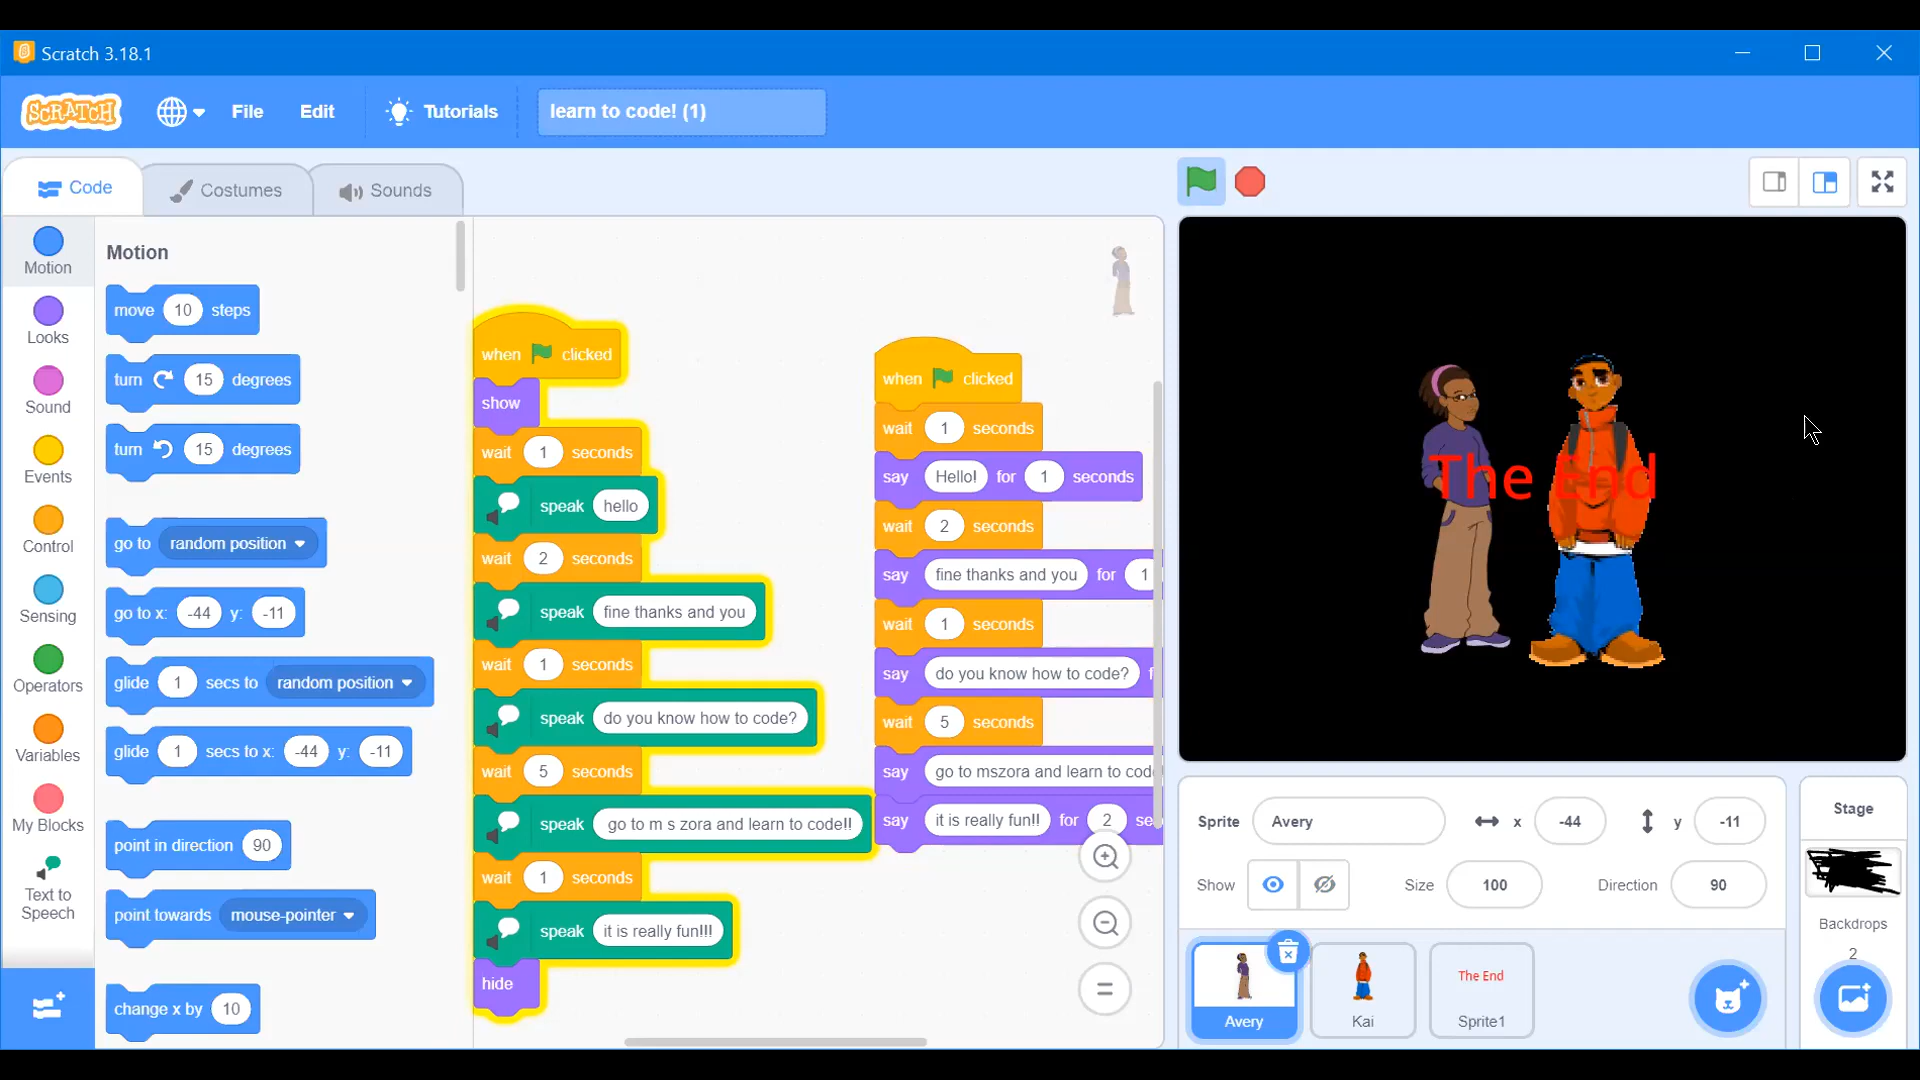 Scratch 3.18.1
SCRATCH
File
Edit
Tutorials
learn to code! (1)
Code
Costumes
Sounds
Motion
Looks
Sound
Events
Control
Sensing
Operators
Variables
My Blocks
Text to
Speech
Motion
move 10 steps
turn 15 degrees
turn 15 degrees
go to random position
go to x: -44 y: -11
glide 1 secs to random position
glide 1 secs to x: -44 y: -11
point in direction 90
point towards mouse-pointer
change x by 10
when clicked
show
wait 1 seconds
speak hello
wait 2 seconds
speak fine thanks and you
wait 1 seconds
speak do you know how to code?
wait 5 seconds
speak go to m s zora and learn to code!!
wait 1 seconds
speak it is really fun!!!
hide
when clicked
wait 1 seconds
say Hello! for 1 seconds
wait 2 seconds
say fine thanks and you for 1
wait 1 seconds
say do you know how to code? f
wait 5 seconds
say go to mszora and learn to cod
say it is really fun!! for 2 se
The End
Sprite Avery x -44 y -11
Show Size 100 Direction 90
Avery
Kai
The End
Sprite1
Stage
Backdrops
2